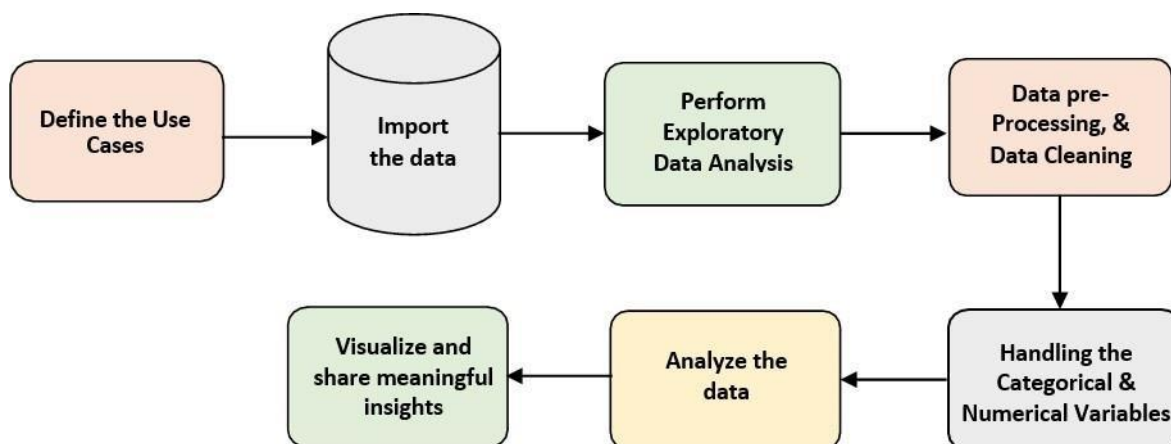 Define the Use
Cases
Import
the data
Perform
Exploratory
Data Analysis
Data pre-
Processing, &
Data Cleaning
Handling the
Categorical &
Numerical Variables
Analyze the
data
Visualize and
share meaningful
insights